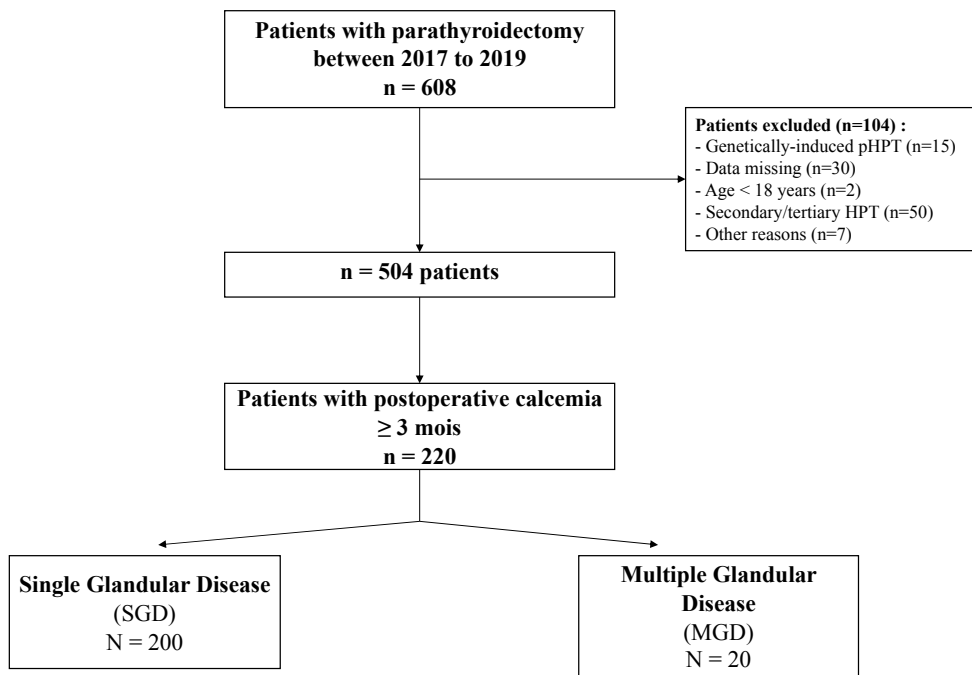 Patients with parathyroidectomy
between 2017 to 2019
n = 608
Patients excluded (n=104) :
- Genetically-induced pHPT (n=15)
- Data missing (n=30)
- Age < 18 years (n=2)
- Secondary/tertiary HPT (n=50)
- Other reasons (n=7)
n = 504 patients
Patients with postoperative calcemia
≥ 3 mois
n = 220
Single Glandular Disease
(SGD)
N = 200
Multiple Glandular
Disease
(MGD)
N = 20